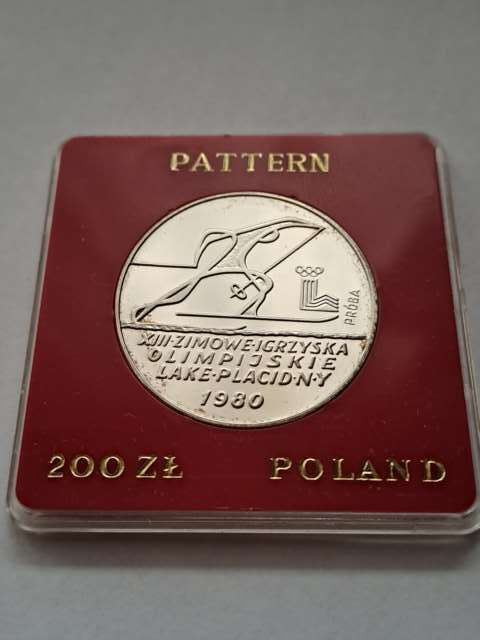 PATTERN
PRÓBA
XIII·ZIMOWE·IGRZYSKA
OLIMPIJSKIE
LAKE·PLACID·N·Y
1980
200 ZŁ POLAND